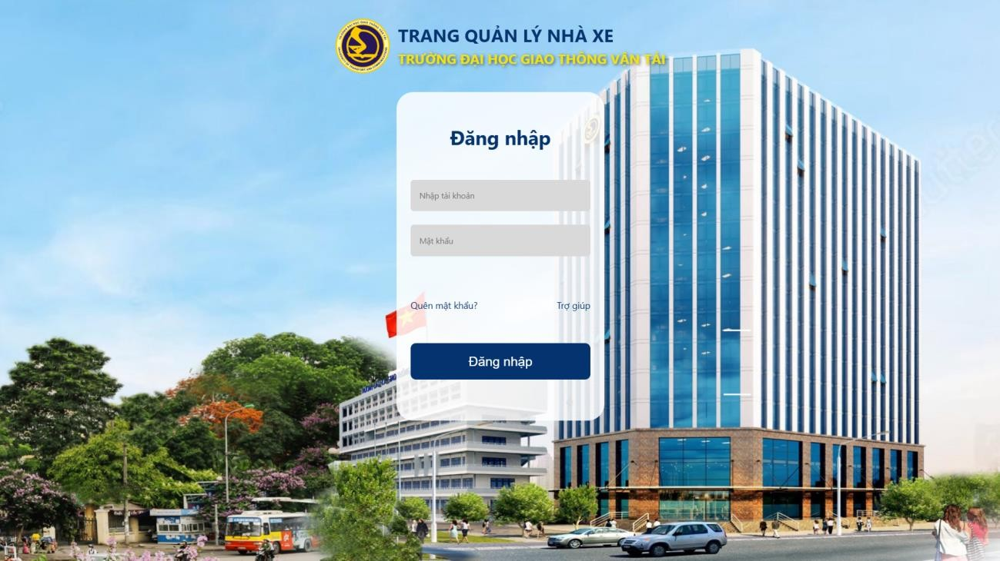 TRANG QUẢN LÝ NHÀ XE
TRƯỜNG ĐẠI HỌC GIAO THÔNG VẬN TẢI
Đăng nhập
Nhập tài khoản
Mật khẩu
Quên mật khẩu?
Trợ giúp
Đăng nhập